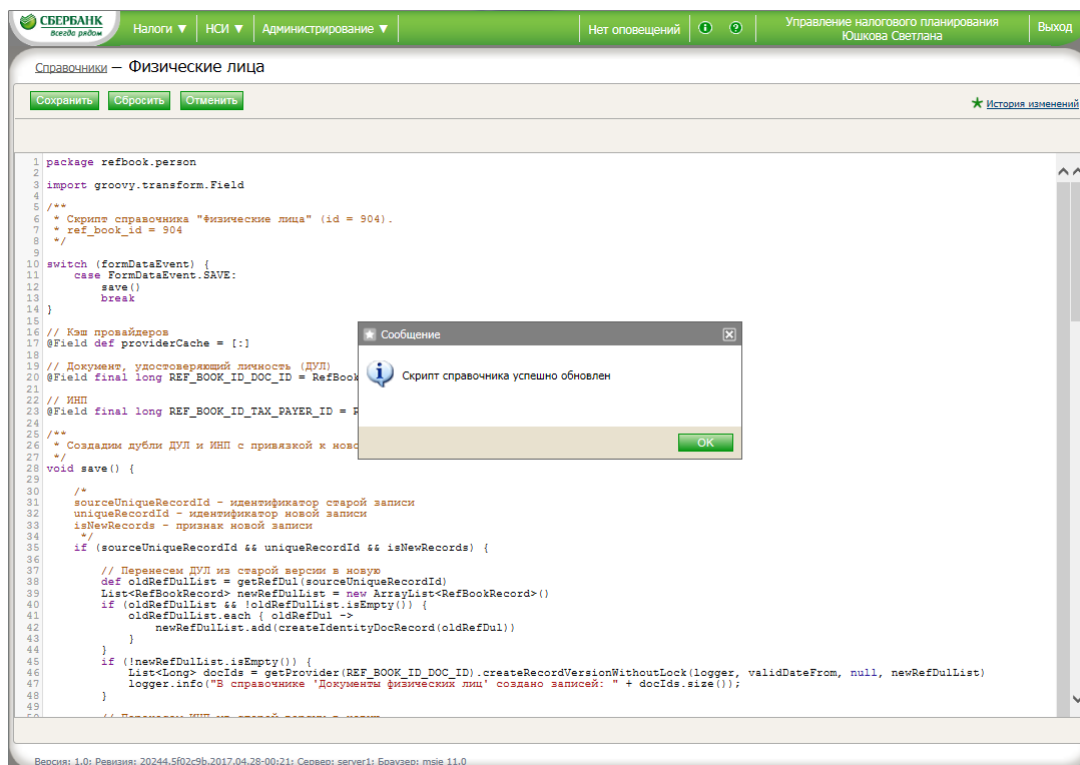 СБЕРБАНК
Всегда рядом
Налоги ▼ НСИ ▼ Администрирование ▼ Нет оповещений Управление налогового планирования
Юшкова Светлана
Выход
Справочники — Физические лица
Сохранить Сбросить Отменить
История изменений
1 package refbook.person
2
3 import groovy.transform.Field
4
5 /**
6 * Скрипт справочника "Физические лица" (id = 904).
7 * ref_book_id = 904
8 */
9
10 switch (formDataEvent) {
11 case FormDataEvent.SAVE:
12 save()
13 break
14 }
15
16 // Кэш провайдеров
17 @Field def providerCache = [:]
18
19 // Документ, удостоверяющий личность (ДУЛ)
20 @Field final long REF_BOOK_ID_DOC_ID = RefBook
21
22 // ИНП
23 @Field final long REF_BOOK_ID_TAX_PAYER_ID = R
24
25 /**
26 * Создадим дубли ДУЛ и ИНП с привязкой к ново
27 */
28 void save() {
29
30 /*
31 sourceUniqueRecordId - идентификатор старой записи
32 uniqueRecordId - идентификатор новой записи
33 isNewRecords - признак новой записи
34 */
35 if (sourceUniqueRecordId && uniqueRecordId && isNewRecords) {
36
37 // Перенесем ДУЛ из старой версии в новую
38 def oldRefDulList = getRefDul(sourceUniqueRecordId)
39 List<RefBookRecord> newRefDulList = new ArrayList<RefBookRecord>()
40 if (oldRefDulList && !oldRefDulList.isEmpty()) {
41 oldRefDulList.each { oldRefDul ->
42 newRefDulList.add(createIdentityDocRecord(oldRefDul))
43 }
44 }
45 if (!newRefDulList.isEmpty()) {
46 List<Long> docIds = getProvider(REF_BOOK_ID_DOC_ID).createRecordVersionWithoutLock(logger, validDateFrom, null, newRefDulList)
47 logger.info("В справочнике 'Документы физических лиц' создано записей: " + docIds.size());
48 }
49
Сообщение
Скрипт справочника успешно обновлен
OK
Версия: 1.0; Ревизия: 20244.5f02c9b.2017.04.28-00:21; Сервер: server1; Браузер: msie 11.0